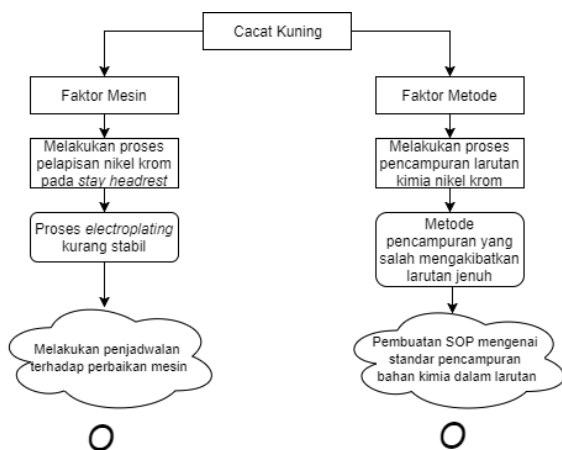 Cacat Kuning
Faktor Mesin
Faktor Metode
Melakukan proses
pelapisan nikel krom
pada stay headrest
Melakukan proses
pencampuran larutan
kimia nikel krom
Proses electroplating
kurang stabil
Metode
pencampuran yang
salah mengakibatkan
larutan jenuh
Melakukan penjadwalan
terhadap perbaikan mesin
Pembuatan SOP mengenai
standar pencampuran
bahan kimia dalam larutan
O
O